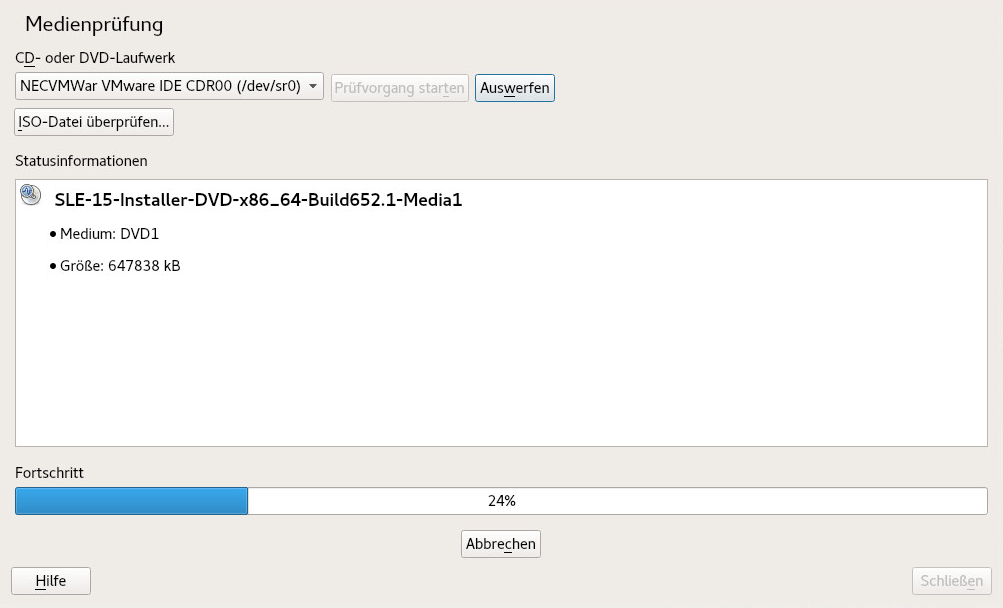 Medienprüfung
CD- oder DVD-Laufwerk
NECVMWar VMware IDE CDR00 (/dev/sr0) Prüfvorgang starten Auswerfen
ISO-Datei überprüfen...
Statusinformationen
SLE-15-Installer-DVD-x86_64-Build652.1-Media1
• Medium: DVD1
• Größe: 647838 kB
Fortschritt
24%
Abbrechen
Hilfe Schließen